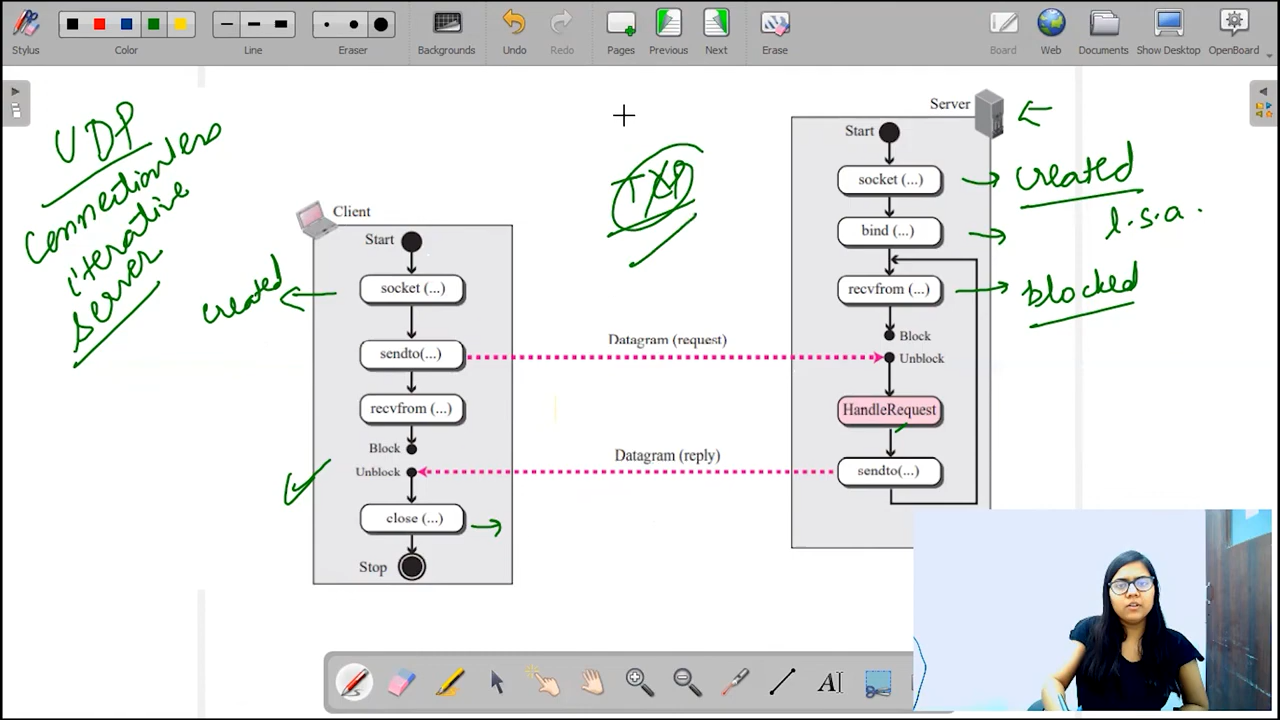 Stylus
Color
Line
Eraser
Backgrounds
Undo
Redo
Pages
Previous
Next
Erase
Board
Web
Documents
Show Desktop
OpenBoard
UDP
Connectionless
iterative
server
created
Client
Start
socket (...)
sendto(...)
recvfrom (...)
Block
Unblock
close (...)
Stop
Datagram (request)
Datagram (reply)
Server
Start
socket (...)
bind (...)
recvfrom (...)
Block
Unblock
HandleRequest
sendto(...)
created
l.s.a.
blocked
A